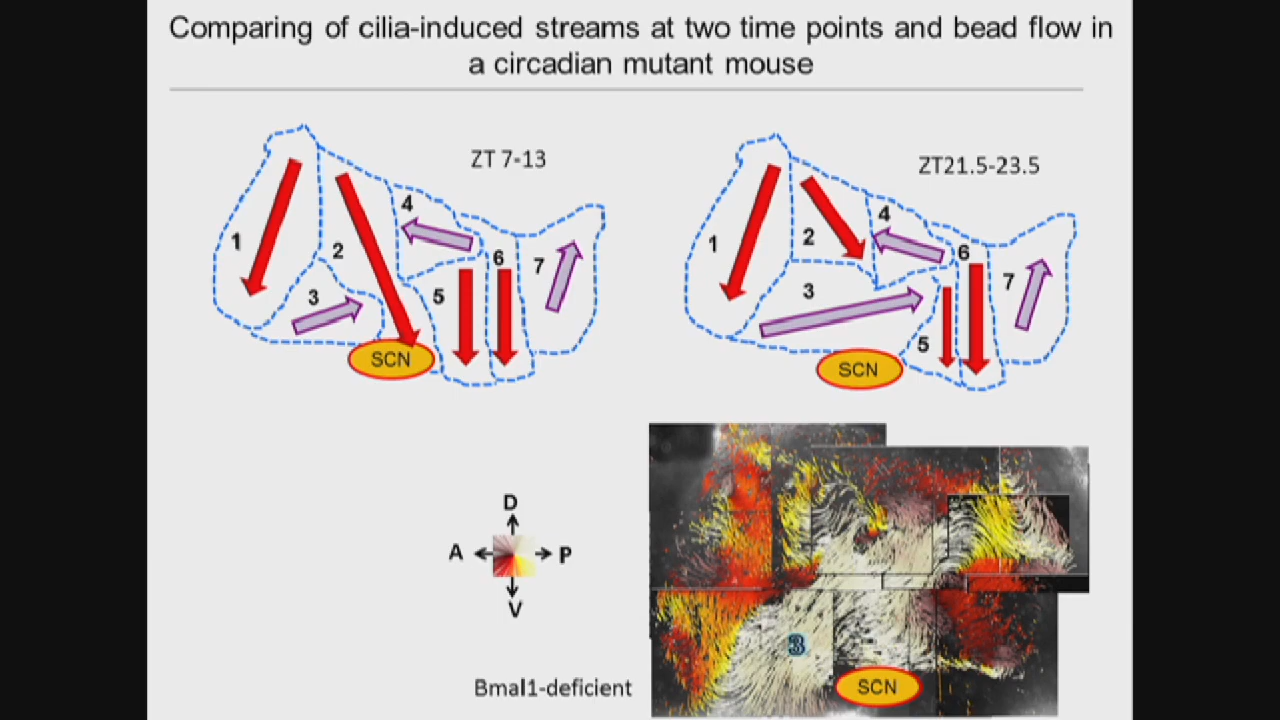 Comparing of cilia-induced streams at two time points and bead flow in
a circadian mutant mouse
ZT 7-13
1
2
3
4
5
6
7
SCN
ZT21.5-23.5
1
2
3
4
5
6
7
SCN
D
A
P
V
3
SCN
Bmal1-deficient